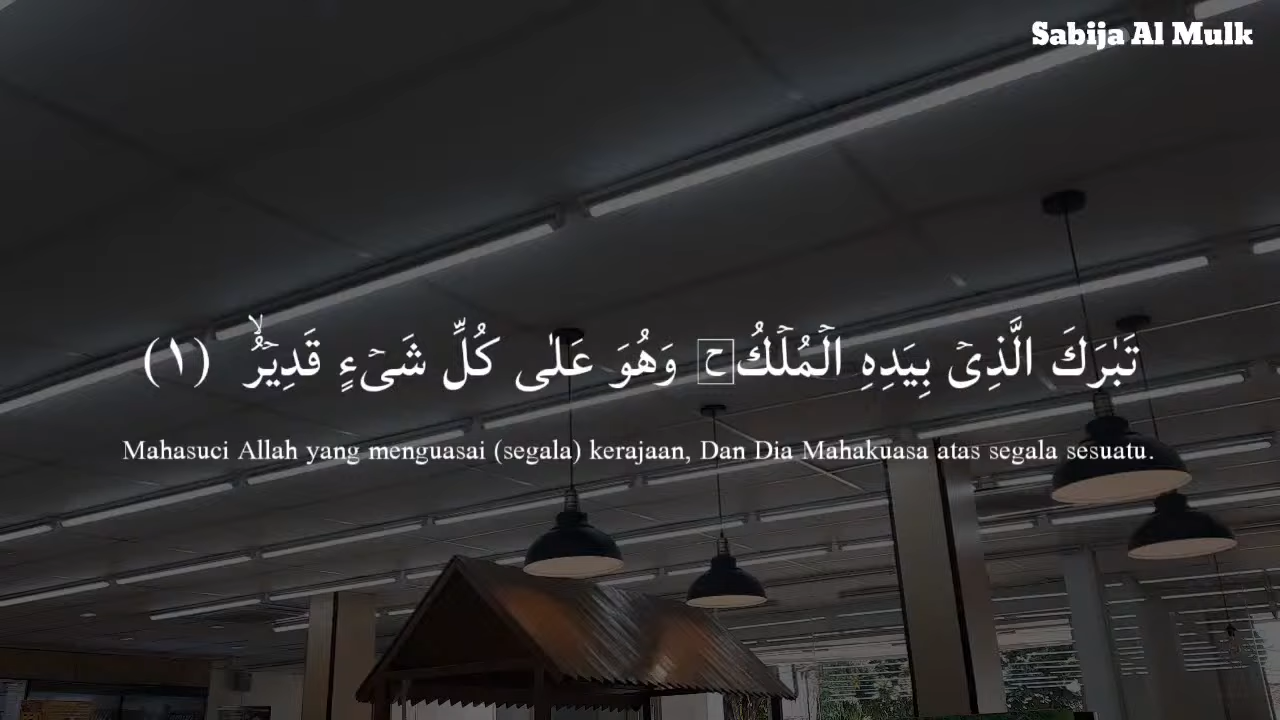 Sabija Al Mulk
تَبٰرَكَ الَّذِىۡ بِيَدِهِ الۡمُلۡكُ ۚ وَهُوَ عَلٰى كُلِّ شَىۡءٍ قَدِيۡرُۙ (١)
Mahasuci Allah yang menguasai (segala) kerajaan, Dan Dia Mahakuasa atas segala sesuatu.